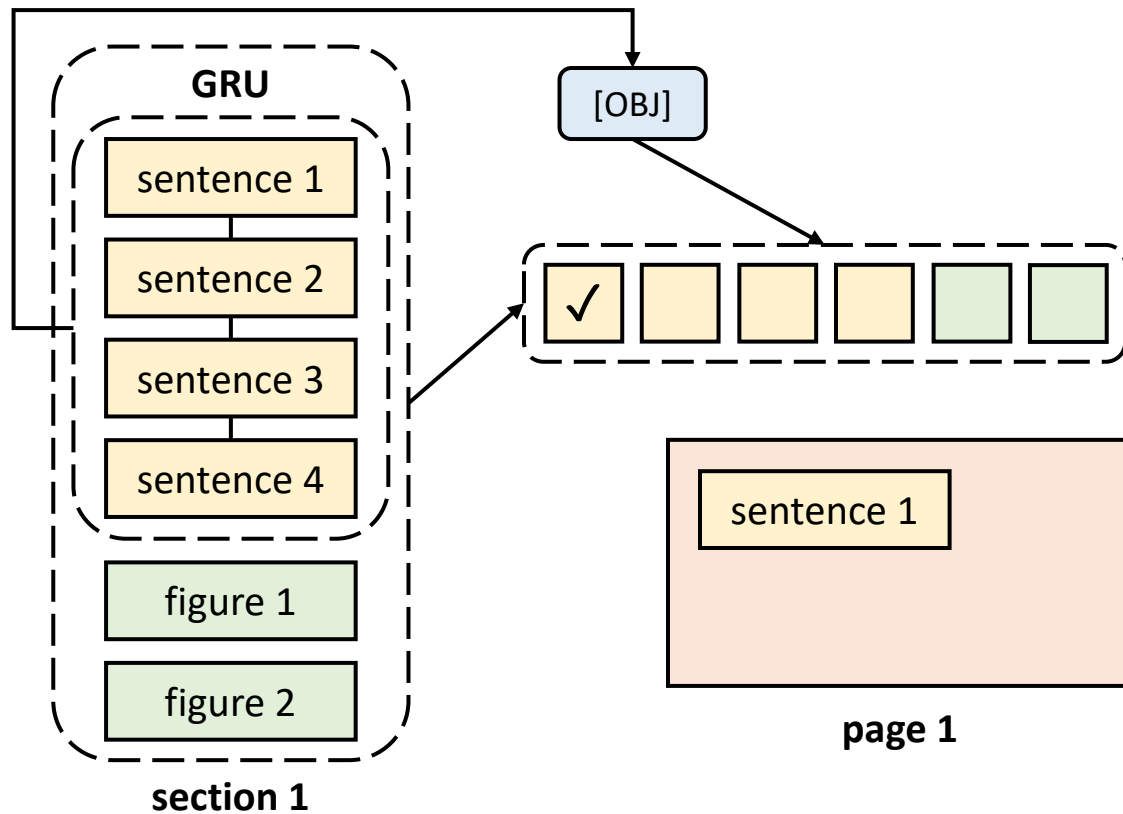 GRU
sentence 1
sentence 2
sentence 3
sentence 4
figure 1
figure 2
section 1
[OBJ]
✓
sentence 1
page 1